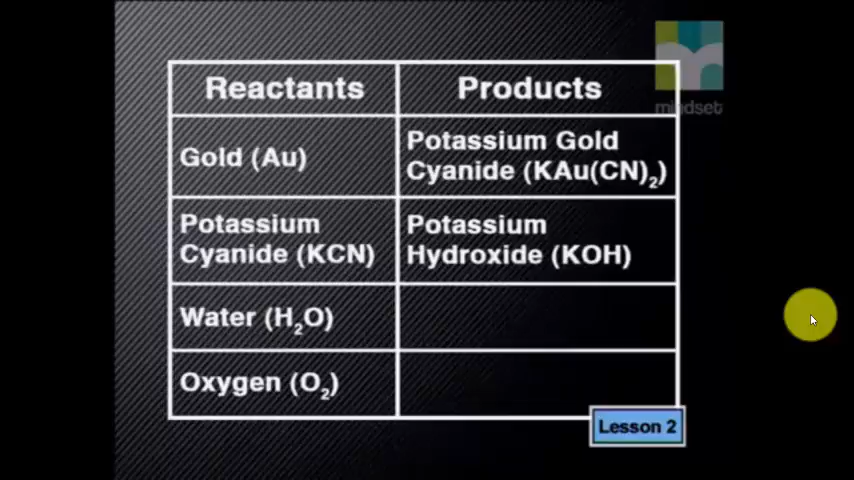 mindset
Reactants Products
Gold (Au)
Potassium Gold
Cyanide (KAu(CN)₂)
Potassium
Cyanide (KCN)
Potassium
Hydroxide (KOH)
Water (H₂O)
Oxygen (O₂)
Lesson 2